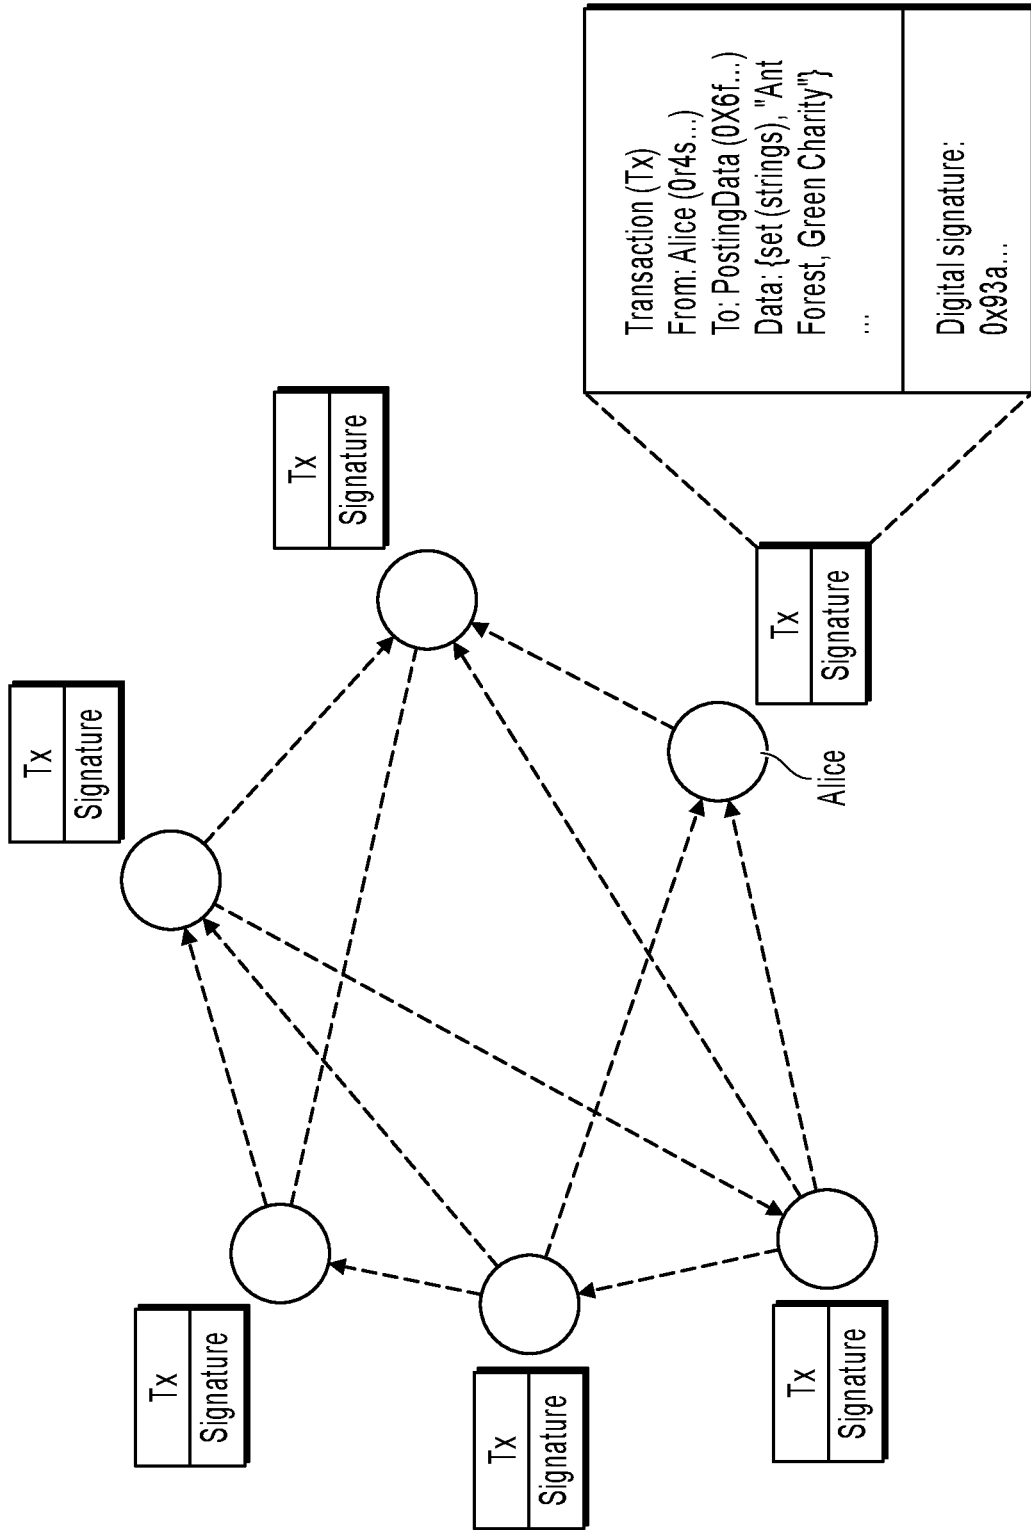 Tx
Signature
Tx
Signature
Tx
Signature
Tx
Signature
Tx
Signature
Alice
Tx
Signature
Transaction (Tx)
From: Alice (0r4s...)
To: PostingData (0X6f...)
Data: {set (strings), "Ant
Forest, Green Charity"}
...
Digital signature:
0x93a...